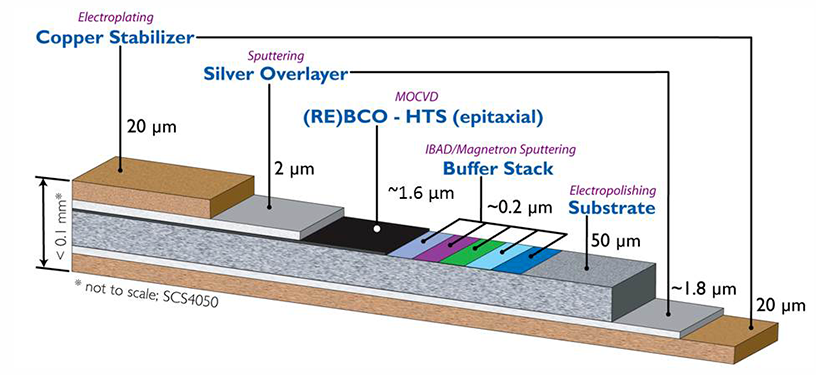 Electroplating
Copper Stabilizer
Sputtering
Silver Overlayer
MOCVD
(RE)BCO - HTS (epitaxial)
IBAD/Magnetron Sputtering
Buffer Stack
Electropolishing
Substrate
20 µm
2 µm
~1.6 µm
~0.2 µm
50 µm
~1.8 µm
20 µm
< 0.1 mm*
* not to scale; SCS4050